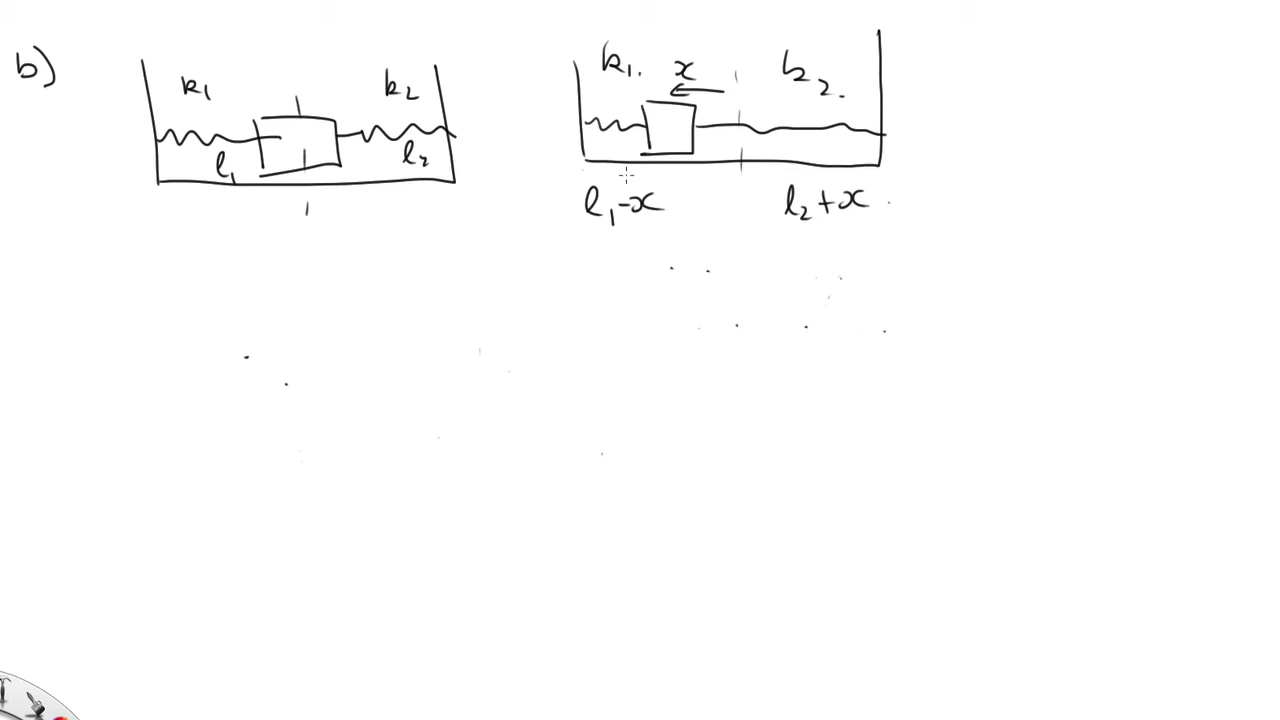 b)
k₁ k₂
l₁ l₂
k₁. x k₂.
l₁-x l₂+x